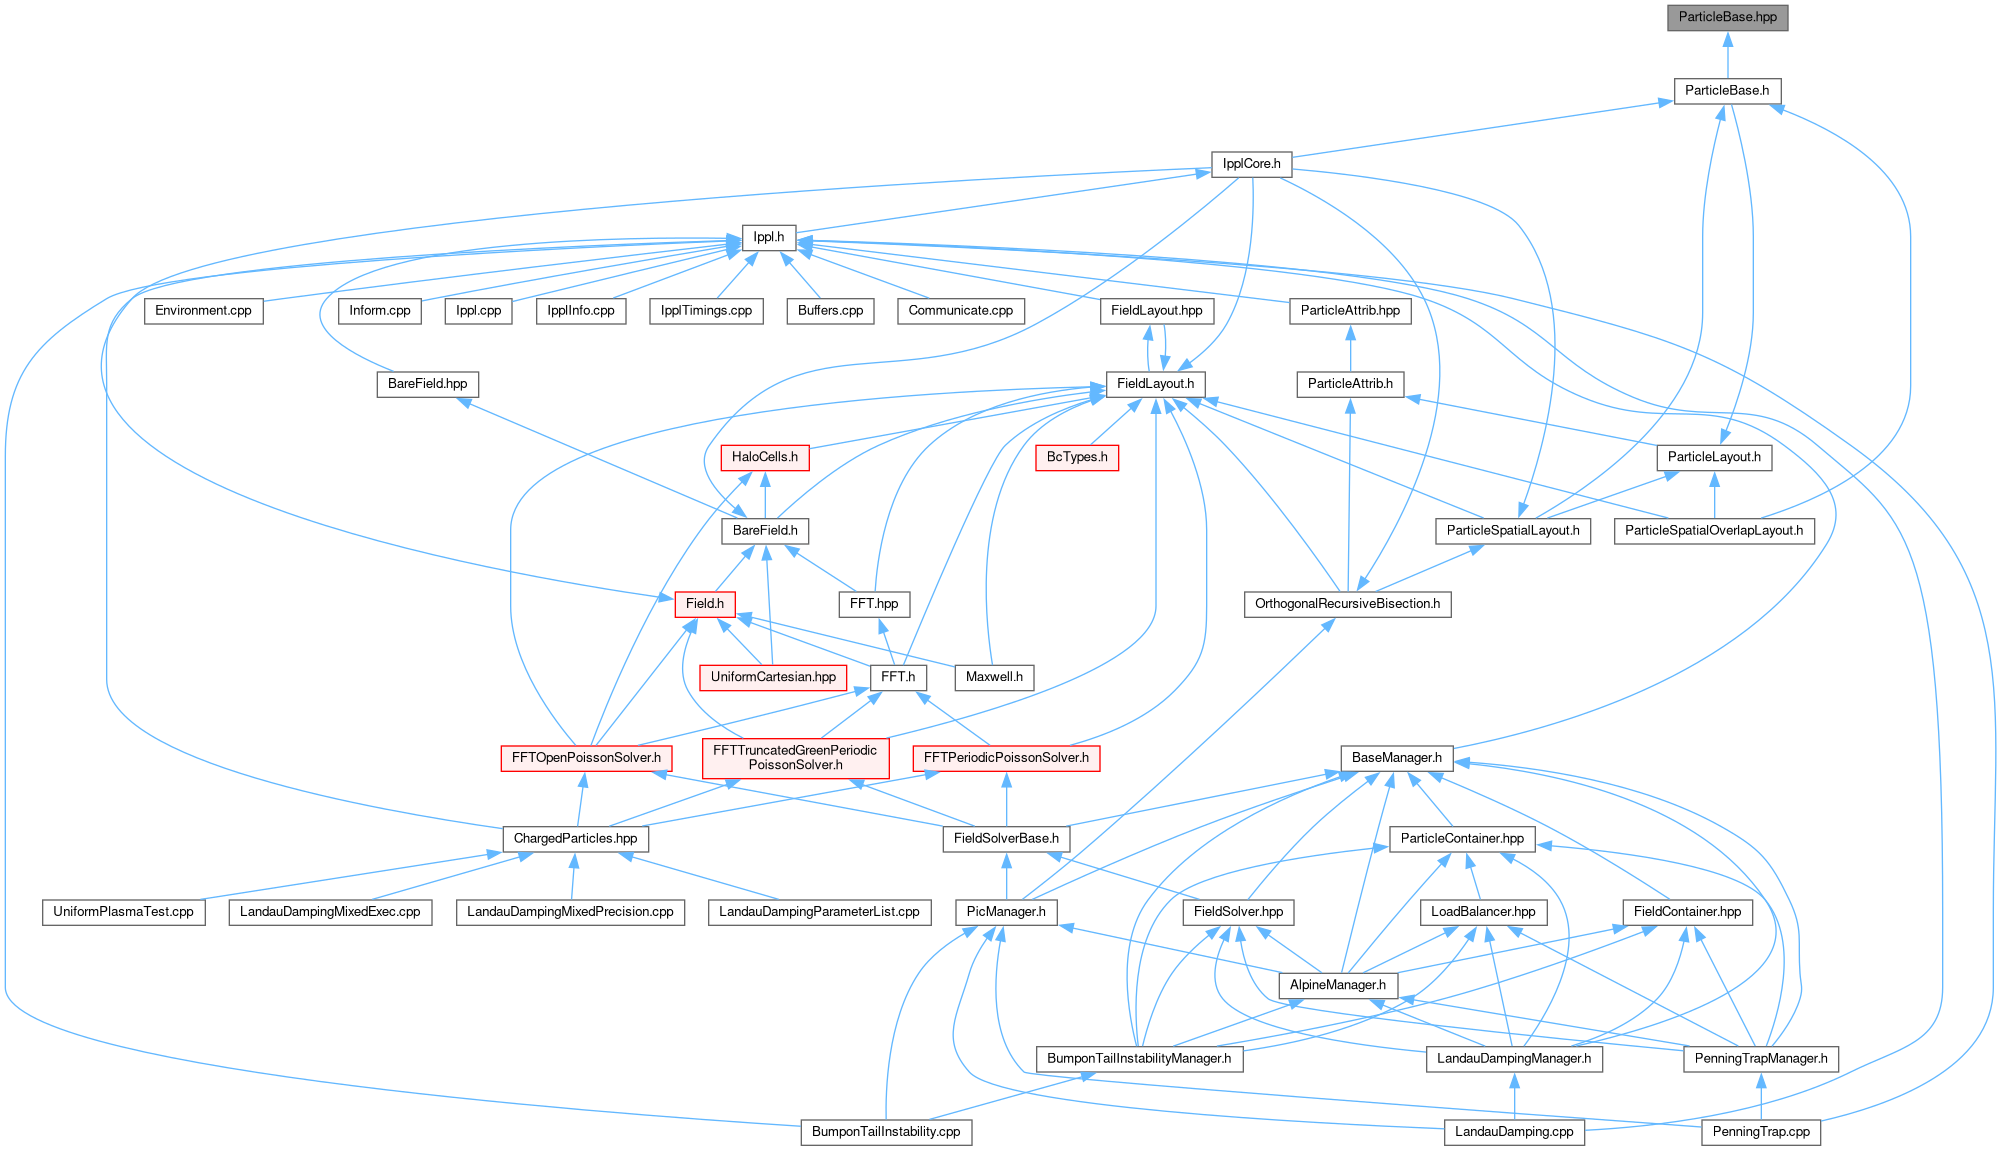 ParticleBase.hpp
ParticleBase.h
IpplCore.h
Ippl.h
Environment.cpp
Inform.cpp
Ippl.cpp
IpplInfo.cpp
IpplTimings.cpp
Buffers.cpp
Communicate.cpp
FieldLayout.hpp
ParticleAttrib.hpp
BareField.hpp
FieldLayout.h
ParticleAttrib.h
HaloCells.h
BcTypes.h
ParticleLayout.h
BareField.h
ParticleSpatialLayout.h
ParticleSpatialOverlapLayout.h
Field.h
FFT.hpp
OrthogonalRecursiveBisection.h
UniformCartesian.hpp
FFT.h
Maxwell.h
FFTOpenPoissonSolver.h
FFTTruncatedGreenPeriodic
PoissonSolver.h
FFTPeriodicPoissonSolver.h
BaseManager.h
ChargedParticles.hpp
FieldSolverBase.h
ParticleContainer.hpp
UniformPlasmaTest.cpp
LandauDampingMixedExec.cpp
LandauDampingMixedPrecision.cpp
LandauDampingParameterList.cpp
PicManager.h
FieldSolver.hpp
LoadBalancer.hpp
FieldContainer.hpp
AlpineManager.h
BumponTailInstabilityManager.h
LandauDampingManager.h
PenningTrapManager.h
BumponTailInstability.cpp
LandauDamping.cpp
PenningTrap.cpp